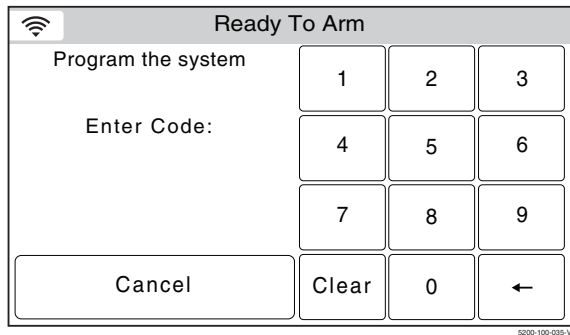 Ready To Arm
Program the system
Enter Code:
1 2 3
4 5 6
7 8 9
Cancel Clear 0 ←
5200-100-035-V